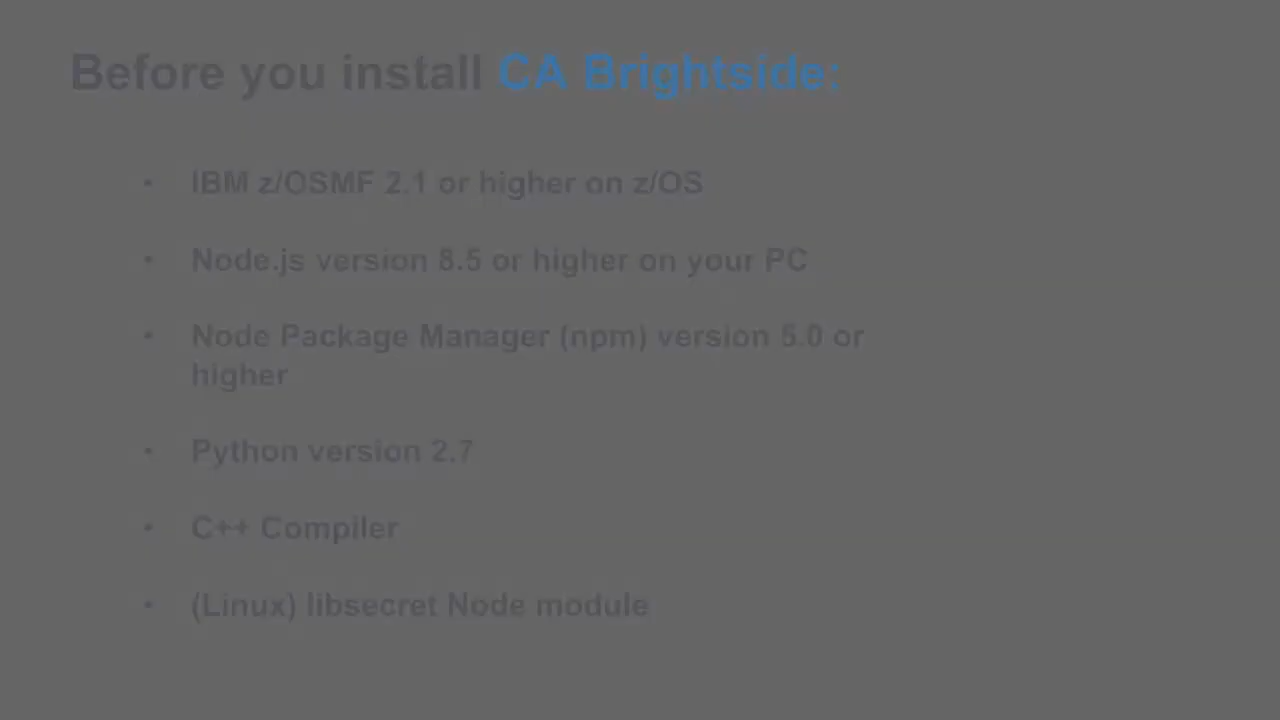 Before you install CA Brightside:
• IBM z/OSMF 2.1 or higher on z/OS
• Node.js version 8.5 or higher on your PC
• Node Package Manager (npm) version 5.0 or
higher
• Python version 2.7
• C++ Compiler
• (Linux) libsecret Node module